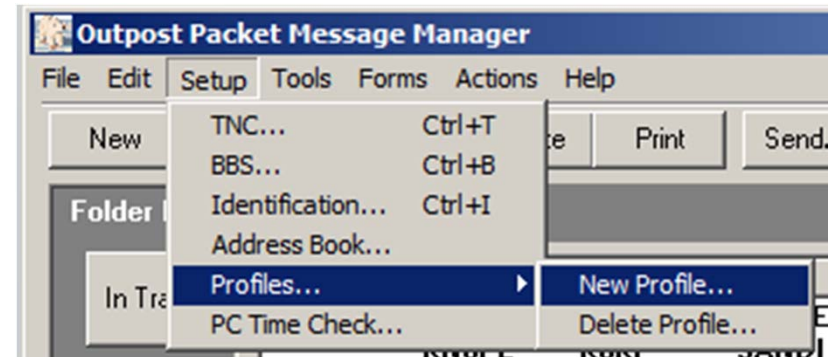 Outpost Packet Message Manager
File Edit Setup Tools Forms Actions Help
New Print Send.
TNC... Ctrl+T
BBS... Ctrl+B
Identification... Ctrl+I
Address Book...
Profiles... New Profile...
PC Time Check... Delete Profile...
Folder
In Tra